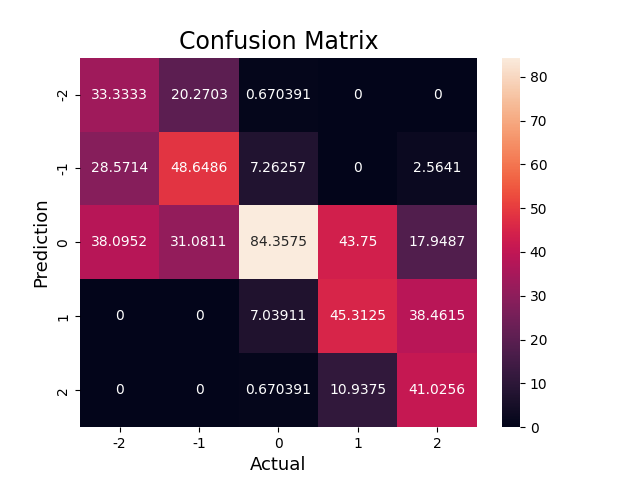 Confusion Matrix
-2 33.3333 20.2703 0.670391 0 0
-1 28.5714 48.6486 7.26257 0 2.5641
0 38.0952 31.0811 84.3575 43.75 17.9487
1 0 0 7.03911 45.3125 38.4615
2 0 0 0.670391 10.9375 41.0256
-2 -1 0 1 2
Prediction
Actual
80
70
60
50
40
30
20
10
0